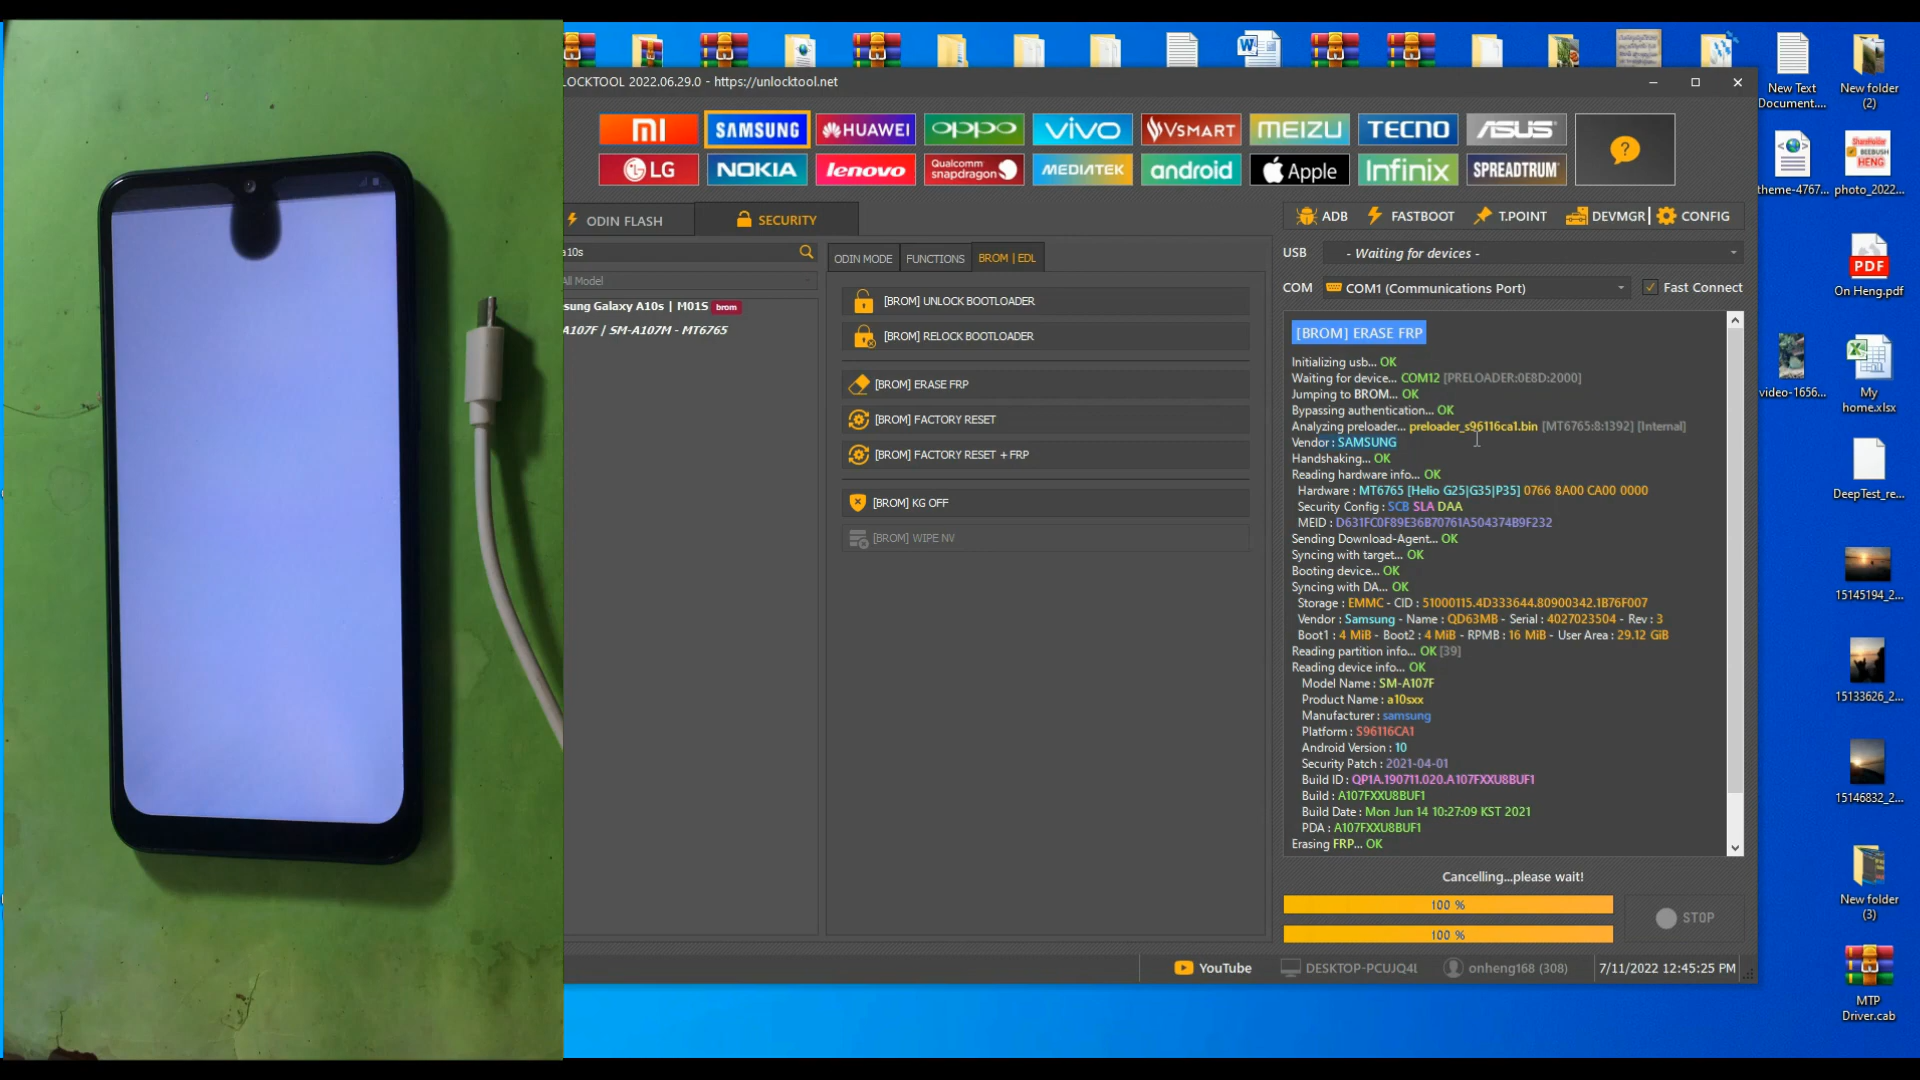 LOCKTOOL 2022.06.29.0 - https://unlocktool.net
MI
SAMSUNG
HUAWEI
oppo
vivo
VSMART
MEIZU
TECNO
ASUS
?
LG
NOKIA
lenovo
Qualcomm snapdragon
MEDIATEK
android
Apple
Infinix
SPREADTRUM
ODIN FLASH
SECURITY
ADB
FASTBOOT
T.POINT
DEVMGR
CONFIG
a10s
All Model
sung Galaxy A10s | M01S brom
A107F / SM-A107M - MT6765
ODIN MODE
FUNCTIONS
BROM | EDL
[BROM] UNLOCK BOOTLOADER
[BROM] RELOCK BOOTLOADER
[BROM] ERASE FRP
[BROM] FACTORY RESET
[BROM] FACTORY RESET + FRP
[BROM] KG OFF
[BROM] WIPE NV
USB - Waiting for devices -
COM COM1 (Communications Port) Fast Connect
[BROM] ERASE FRP
Initializing usb... OK
Waiting for device... COM12 [PRELOADER:0E8D:2000]
Jumping to BROM... OK
Bypassing authentication... OK
Analyzing preloader... preloader_s96116ca1.bin [MT6765:8:1392] [Internal]
Vendor : SAMSUNG
Handshaking... OK
Reading hardware info... OK
Hardware : MT6765 [Helio G25|G35|P35] 0766 8A00 CA00 0000
Security Config : SCB SLA DAA
MEID : D631FC0F89E36B70761A504374B9F232
Sending Download-Agent... OK
Syncing with target... OK
Booting device... OK
Syncing with DA... OK
Storage : EMMC - CID : 51000115.4D333644.80900342.1B76F007
Vendor : Samsung - Name : QD63MB - Serial : 4027023504 - Rev : 3
Boot1 : 4 MiB - Boot2 : 4 MiB - RPMB : 16 MiB - User Area : 29.12 GiB
Reading partition info... OK [39]
Reading device info... OK
Model Name : SM-A107F
Product Name : a10sxx
Manufacturer : samsung
Platform : S96116CA1
Android Version : 10
Security Patch : 2021-04-01
Build ID : QP1A.190711.020.A107FXXU8BUF1
Build : A107FXXU8BUF1
Build Date : Mon Jun 14 10:27:09 KST 2021
PDA : A107FXXU8BUF1
Erasing FRP... OK
Cancelling...please wait!
100 %
100 %
STOP
YouTube
DESKTOP-PCUJQ4I
onheng168 (308)
7/11/2022 12:45:25 PM
New Text
Document....
New folder
(2)
theme-4767...
photo_2022...
BEEBUSH
HENG
PDF
On Heng.pdf
video-1656...
My
home.xlsx
DeepTest_re...
15145194_2...
15133626_2...
15146832_2...
New folder
(3)
MTP
Driver.cab